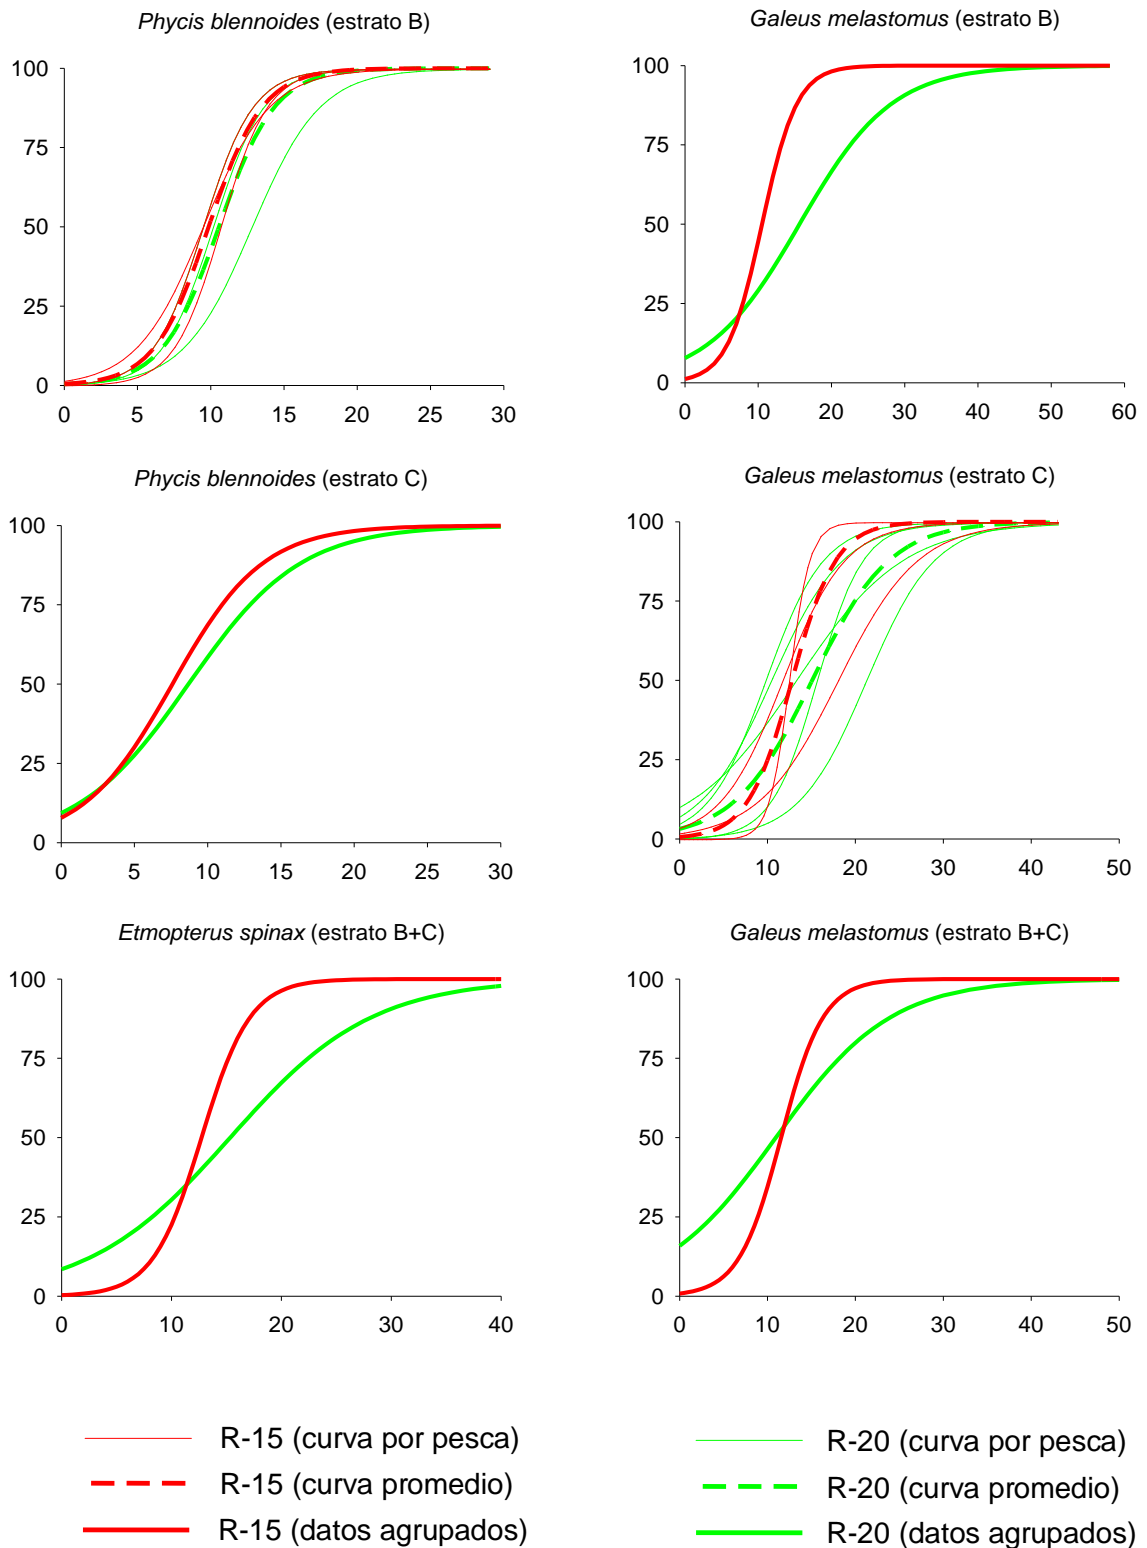 Phycis blennoides (estrato B)
100
75
50
25
0
0 5 10 15 20 25 30
Galeus melastomus (estrato B)
100
75
50
25
0
0 10 20 30 40 50 60
Phycis blennoides (estrato C)
100
75
50
25
0
0 5 10 15 20 25 30
Galeus melastomus (estrato C)
100
75
50
25
0
0 10 20 30 40 50
Etmopterus spinax (estrato B+C)
100
75
50
25
0
0 10 20 30 40
Galeus melastomus (estrato B+C)
100
75
50
25
0
0 10 20 30 40 50
R-15 (curva por pesca)
R-15 (curva promedio)
R-15 (datos agrupados)
R-20 (curva por pesca)
R-20 (curva promedio)
R-20 (datos agrupados)